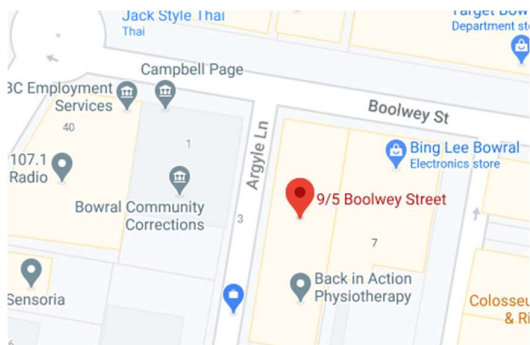 Jack Style Thai
Thai
Target Bowral
Department st
Campbell Page
BC Employment
Services
Boolwey St
40
1
Argyle Ln
Bing Lee Bowral
Electronics store
107.1
Radio
Bowral Community
Corrections
9/5 Boolwey Street
3
7
Sensoria
Back in Action
Physiotherapy
Colosseu
& Ri